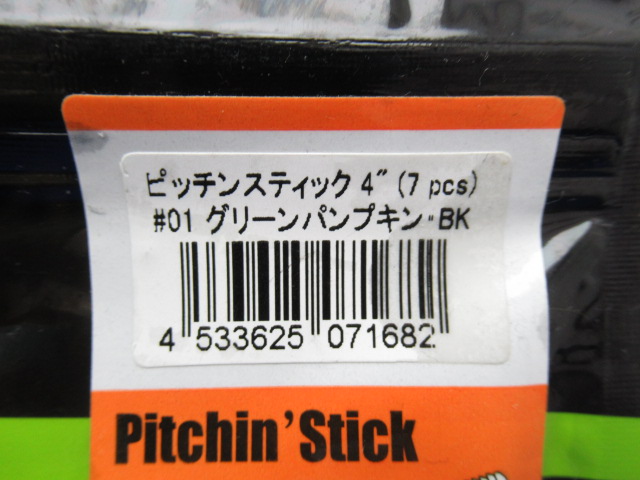 ピッチンスティック 4" (7 pcs)
#01 グリーンパンプキン・BK
4 533625 071682
Pitchin' Stick